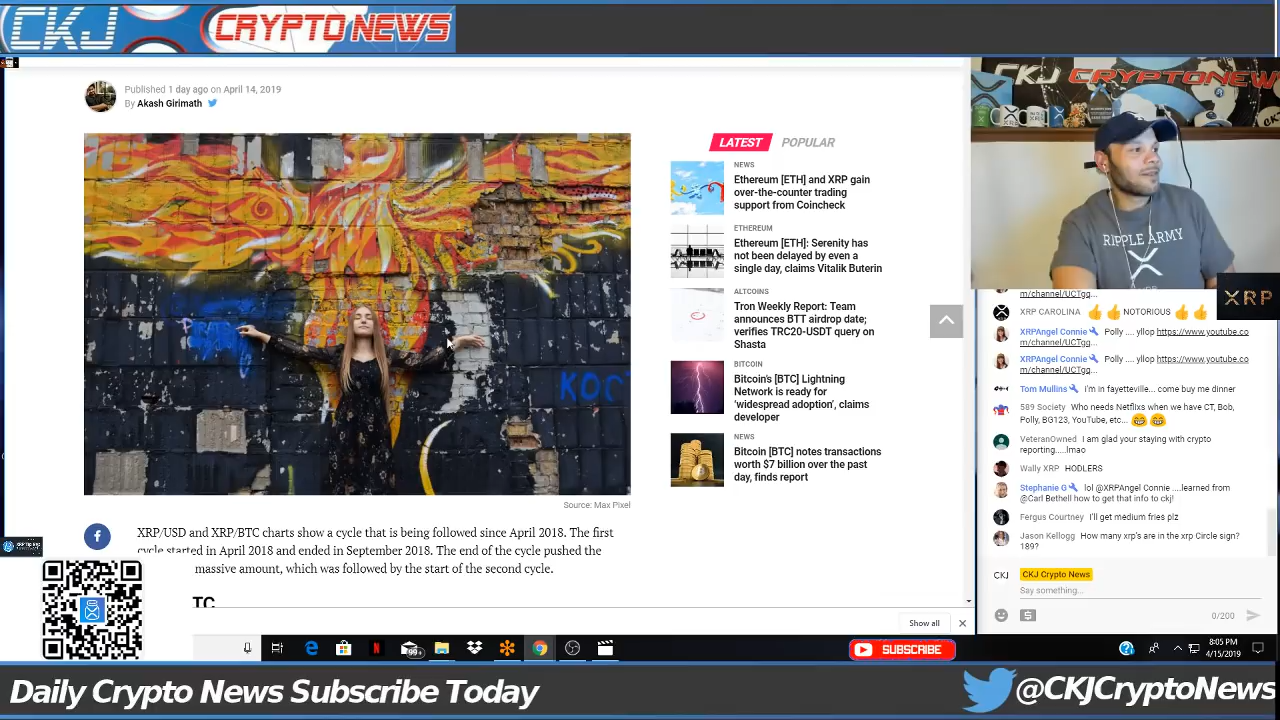 CKJ CRYPTO NEWS
Published 1 day ago on April 14, 2019
By Akash Girimath
LATEST POPULAR
NEWS
Ethereum [ETH] and XRP gain
over-the-counter trading
support from Coincheck
ETHEREUM
Ethereum [ETH]: Serenity has
not been delayed by even a
single day, claims Vitalik Buterin
ALTCOINS
Tron Weekly Report: Team
announces BTT airdrop date;
verifies TRC20-USDT query on
Shasta
BITCOIN
Bitcoin's [BTC] Lightning
Network is ready for
'widespread adoption', claims
developer
NEWS
Bitcoin [BTC] notes transactions
worth $7 billion over the past
day, finds report
KOC
Source: Max Pixel
XRP/USD and XRP/BTC charts show a cycle that is being followed since April 2018. The first
cycle started in April 2018 and ended in September 2018. The end of the cycle pushed the
massive amount, which was followed by the start of the second cycle.
TC
Show all
CKJ CRYPTONEWS
RIPPLE ARMY
XRP
m/channel/UCTgq...
XRP CAROLINA 👍👍 NOTORIOUS 👍👍
XRPAngel Connie Polly .... yllop https://www.youtube.co
m/channel/UCTgq...
XRPAngel Connie Polly .... yllop https://www.youtube.co
m/channel/UCTgq...
Tom Mullins i'm in fayetteville... come buy me dinner
589 Society Who needs Netflixs when we have CT, Bob,
Polly, BG123, YouTube, etc... 😁😁
VeteranOwned I am glad your staying with crypto
reporting.....lmao
Wally XRP HODLERS
Stephanie G lol @XRPAngel Connie ....learned from
@Carl Bethell how to get that info to ckj!
Fergus Courtney I'll get medium fries plz
Jason Kellogg How many xrp's are in the xrp Circle sign?
189?
CKJ CKJ Crypto News
Say something...
0/200
99+
SUBSCRIBE
8:05 PM
4/15/2019
Daily Crypto News Subscribe Today
@CKJCryptoNews